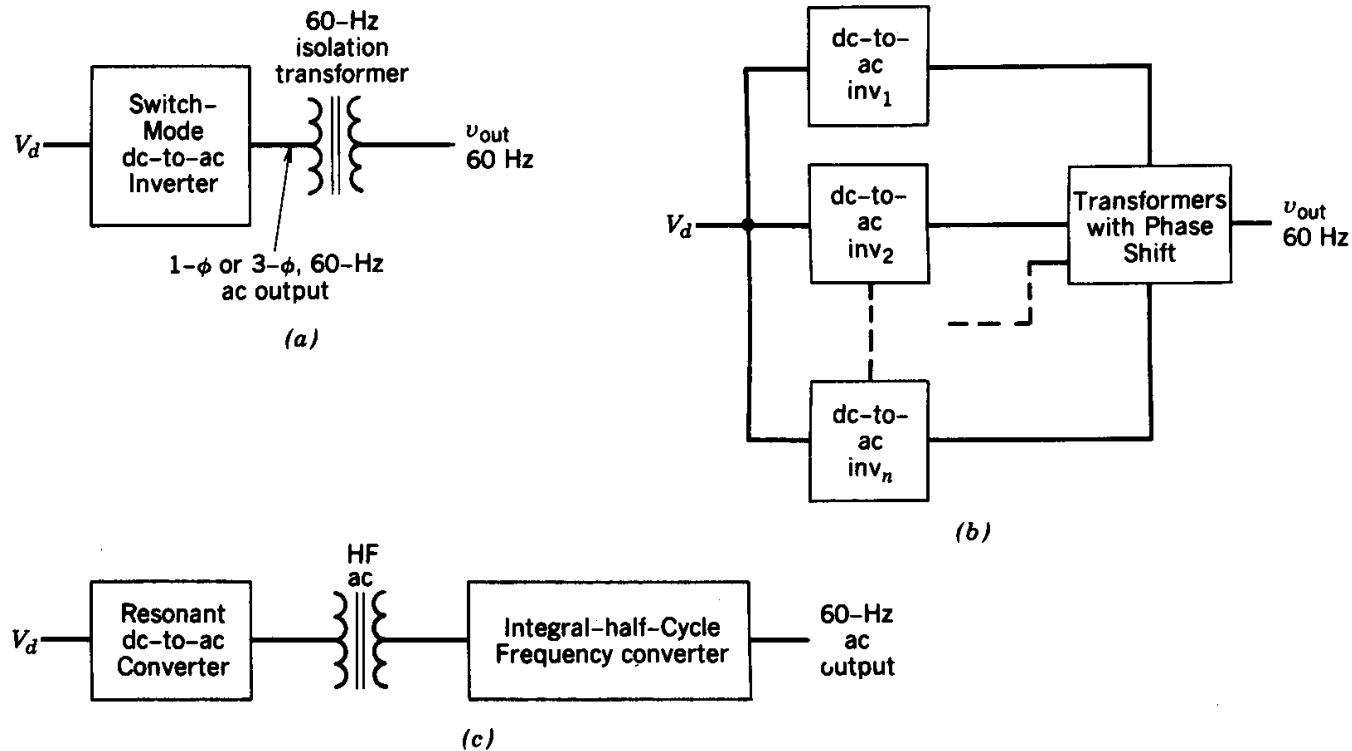 60-Hz
isolation
transformer
Switch-
Mode
dc-to-ac
Inverter
V_d
v_out
60 Hz
1-ϕ or 3-ϕ, 60-Hz
ac output
(a)
dc-to-
ac
inv_1
dc-to-
ac
inv_2
V_d
Transformers
with Phase
Shift
v_out
60 Hz
dc-to-
ac
inv_n
(b)
HF
ac
V_d
Resonant
dc-to-ac
Converter
Integral-half-Cycle
Frequency converter
60-Hz
ac
output
(c)